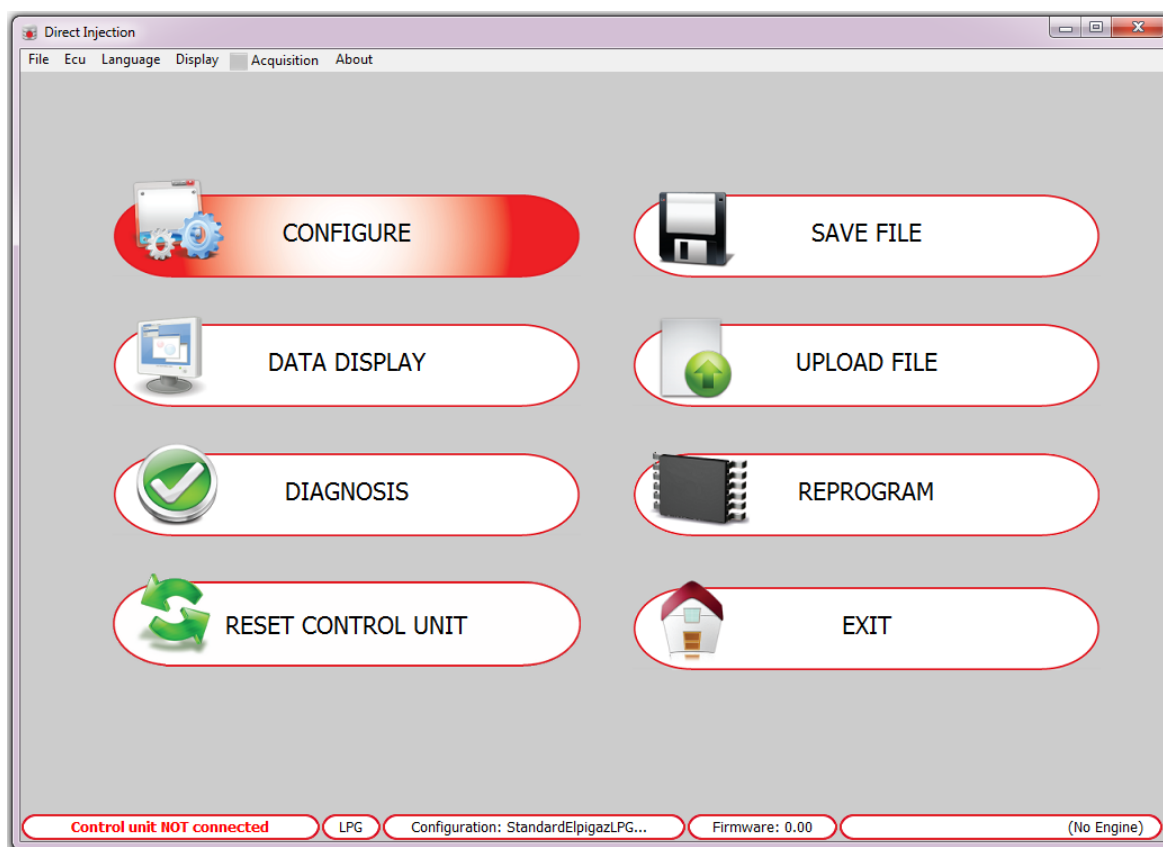 Direct Injection
File Ecu Language Display Acquisition About
CONFIGURE
SAVE FILE
DATA DISPLAY
UPLOAD FILE
DIAGNOSIS
REPROGRAM
RESET CONTROL UNIT
EXIT
Control unit NOT connected LPG Configuration: StandardElpigazLPG... Firmware: 0.00 (No Engine)